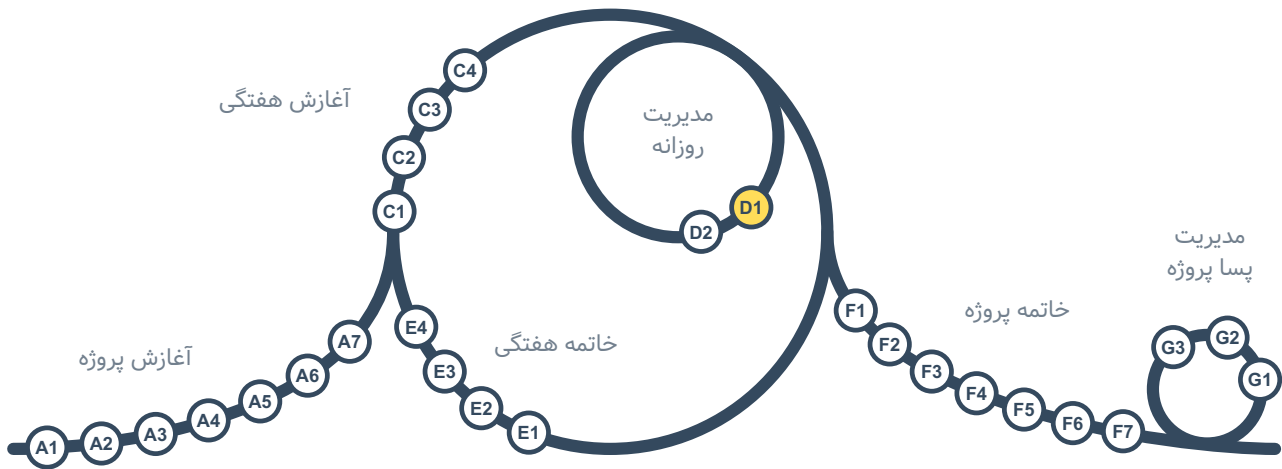 آغازش پروژه
A1
A2
A3
A4
A5
A6
A7
آغازش هفتگی
C1
C2
C3
C4
مدیریت
روزانه
D1
D2
خاتمه هفتگی
E1
E2
E3
E4
خاتمه پروژه
F1
F2
F3
F4
F5
F6
F7
مدیریت
پسا پروژه
G1
G2
G3